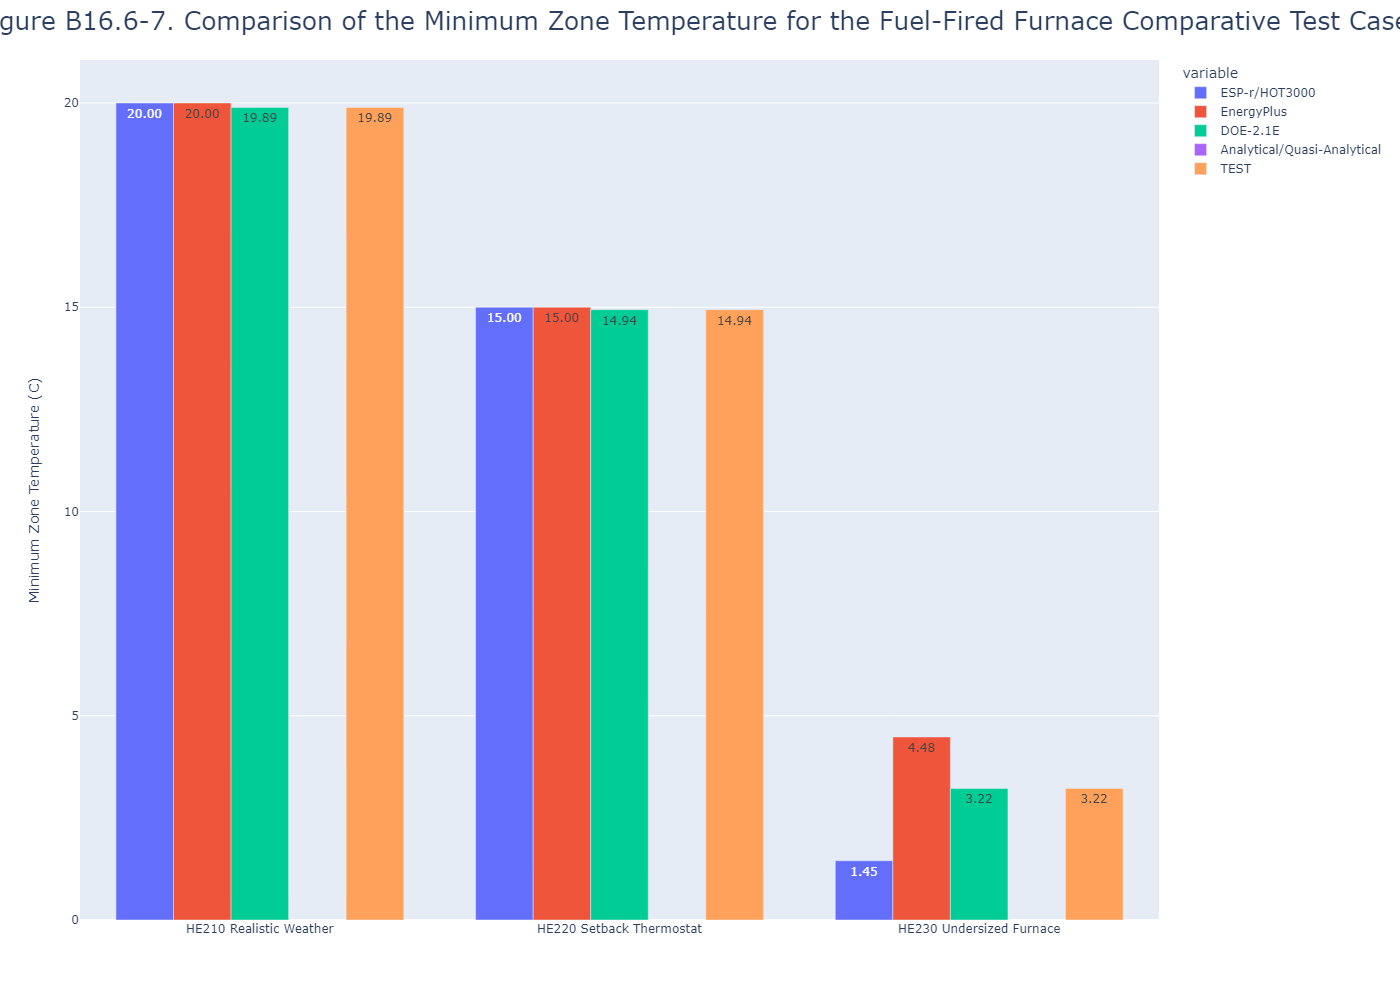 gure B16.6-7. Comparison of the Minimum Zone Temperature for the Fuel-Fired Furnace Comparative Test Case
variable
ESP-r/HOT3000
EnergyPlus
DOE-2.1E
Analytical/Quasi-Analytical
TEST
Minimum Zone Temperature (C)
20
15
10
5
0
20.00
20.00
19.89
19.89
15.00
15.00
14.94
14.94
1.45
4.48
3.22
3.22
HE210 Realistic Weather
HE220 Setback Thermostat
HE230 Undersized Furnace